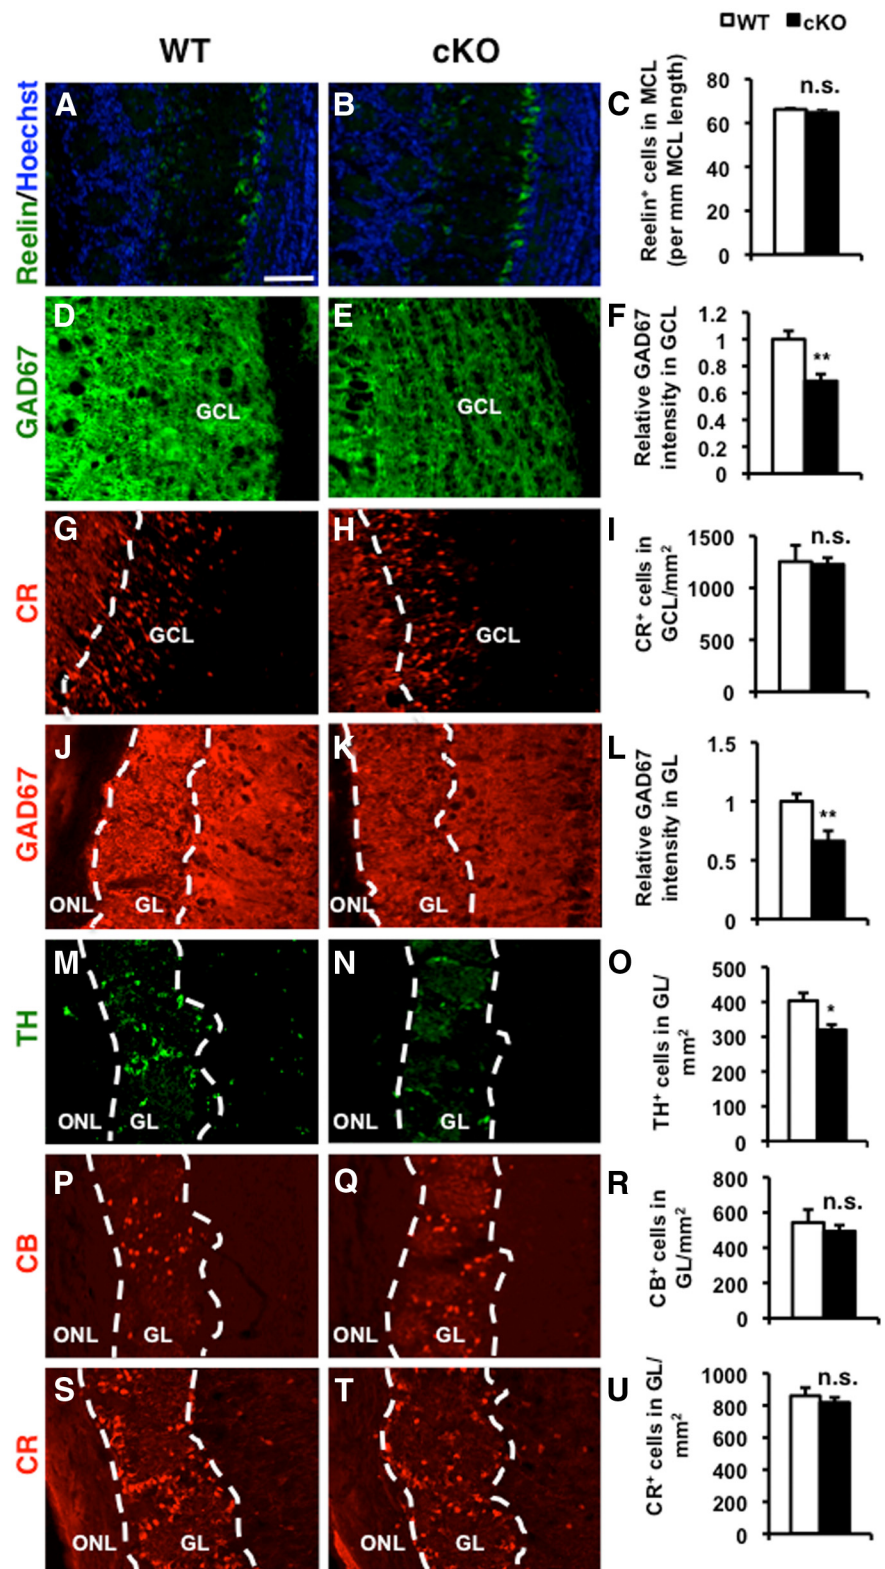 WT cKO
WT cKO
Reelin/Hoechst
A B C
Reelin⁺ cells in MCL
(per mm MCL length)
80
60
40
20
0
n.s.
GAD67
D E F
GCL GCL
Relative GAD67
intensity in GCL
1.2
1
0.8
0.6
0.4
0.2
0
**
CR
G H I
GCL GCL
CR⁺ cells in
GCL/mm²
1500
1000
500
0
n.s.
GAD67
J K L
ONL GL ONL GL
Relative GAD67
intensity in GL
1.5
1
0.5
0
**
TH
M N O
ONL GL ONL GL
TH⁺ cells in GL/
mm²
500
400
300
200
100
0
*
CB
P Q R
ONL GL ONL GL
CB⁺ cells in
GL/mm²
800
600
400
200
0
n.s.
CR
S T U
ONL GL ONL GL
CR⁺ cells in GL/
mm²
1000
800
600
400
200
0
n.s.